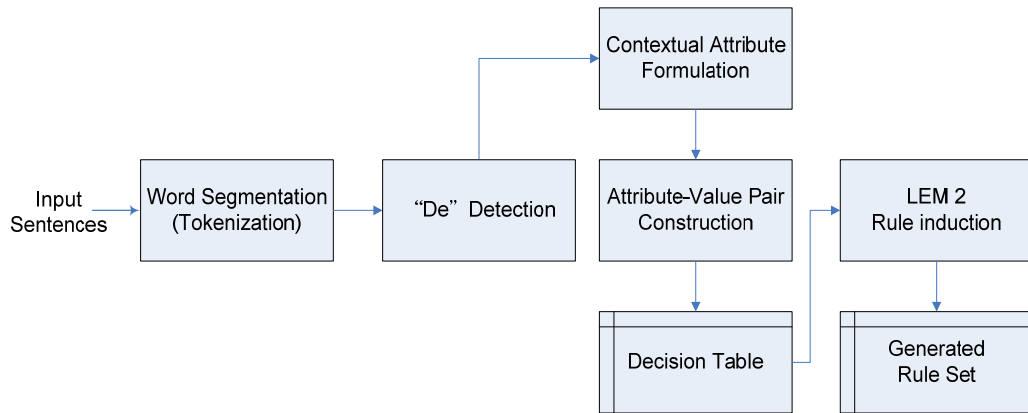 Input
Sentences
Word Segmentation
(Tokenization)
“De” Detection
Contextual Attribute
Formulation
Attribute-Value Pair
Construction
Decision Table
LEM 2
Rule induction
Generated
Rule Set